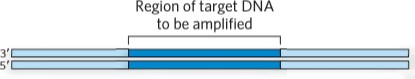 Region of target DNA
to be amplified
3′
5′